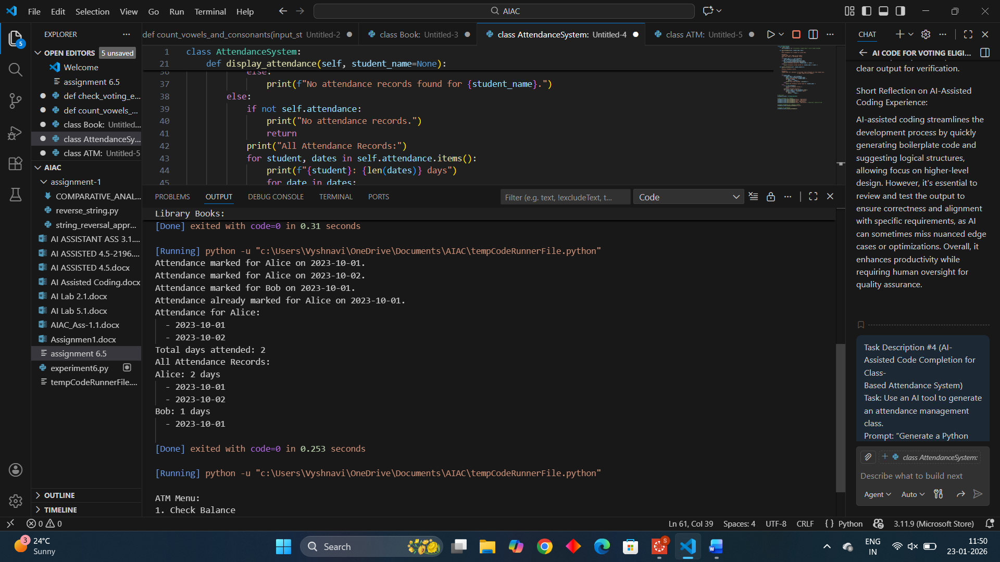 File Edit Selection View Go Run Terminal Help
AIAC
EXPLORER
OPEN EDITORS 5 unsaved
Welcome
assignment 6.5
def check_voting_e...
def count_vowels_...
class Book: Untitled...
class AttendanceSy...
class ATM: Untitled-5
AIAC
assignment-1
COMPARATIVE_ANAL...
reverse_string.py
string_reversal_appr...
AI ASSISTANT ASS 3.1....
AI ASSISTED 4.5-2196....
AI ASSISTED 4.5.docx
AI Assisted Coding.docx
AI Lab 2.1.docx
AI Lab 5.1.docx
AIAC_Ass-1.1.docx
Assignmen1.docx
assignment 6.5
experiment6.py
tempCodeRunnerFile....
OUTLINE
TIMELINE
5
def count_vowels_and_consonants(input_st Untitled-2
class Book: Untitled-3
class AttendanceSystem: Untitled-4
class ATM: Untitled-5
1 class AttendanceSystem:
21 def display_attendance(self, student_name=None):
36 else:
37 print(f"No attendance records found for {student_name}.")
38 else:
39 if not self.attendance:
40 print("No attendance records.")
41 return
42 print("All Attendance Records:")
43 for student, dates in self.attendance.items():
44 print(f"{student}: {len(dates)} days")
45 for date in dates:
PROBLEMS OUTPUT DEBUG CONSOLE TERMINAL PORTS
Filter (e.g. text, !excludeText, t...
Code
Library Books:
[Done] exited with code=0 in 0.31 seconds
[Running] python -u "c:\Users\Vyshnavi\OneDrive\Documents\AIAC\tempCodeRunnerFile.python"
Attendance marked for Alice on 2023-10-01.
Attendance marked for Alice on 2023-10-02.
Attendance marked for Bob on 2023-10-01.
Attendance already marked for Alice on 2023-10-01.
Attendance for Alice:
- 2023-10-01
- 2023-10-02
Total days attended: 2
All Attendance Records:
Alice: 2 days
- 2023-10-01
- 2023-10-02
Bob: 1 days
- 2023-10-01
[Done] exited with code=0 in 0.253 seconds
[Running] python -u "c:\Users\Vyshnavi\OneDrive\Documents\AIAC\tempCodeRunnerFile.python"
ATM Menu:
1. Check Balance
CHAT
AI CODE FOR VOTING ELIGI...
clear output for verification.
Short Reflection on AI-Assisted
Coding Experience:
AI-assisted coding streamlines the
development process by quickly
generating boilerplate code and
suggesting logical structures,
allowing focus on higher-level
design. However, it's essential to
review and test the output to
ensure correctness and alignment
with specific requirements, as AI
can sometimes miss nuanced edge
cases or optimizations. Overall, it
enhances productivity while
requiring human oversight for
quality assurance.
Task Description #4 (AI-
Assisted Code Completion for
Class-
Based Attendance System)
Task: Use an AI tool to generate
an attendance management
class.
Prompt: “Generate a Python
class AttendanceSystem:
Describe what to build next
Agent Auto
0 0
Ln 61, Col 39 Spaces: 4 UTF-8 CRLF Python 3.11.9 (Microsoft Store)
3
24°C
Sunny
Search
S
ENG
IN
11:50
23-01-2026